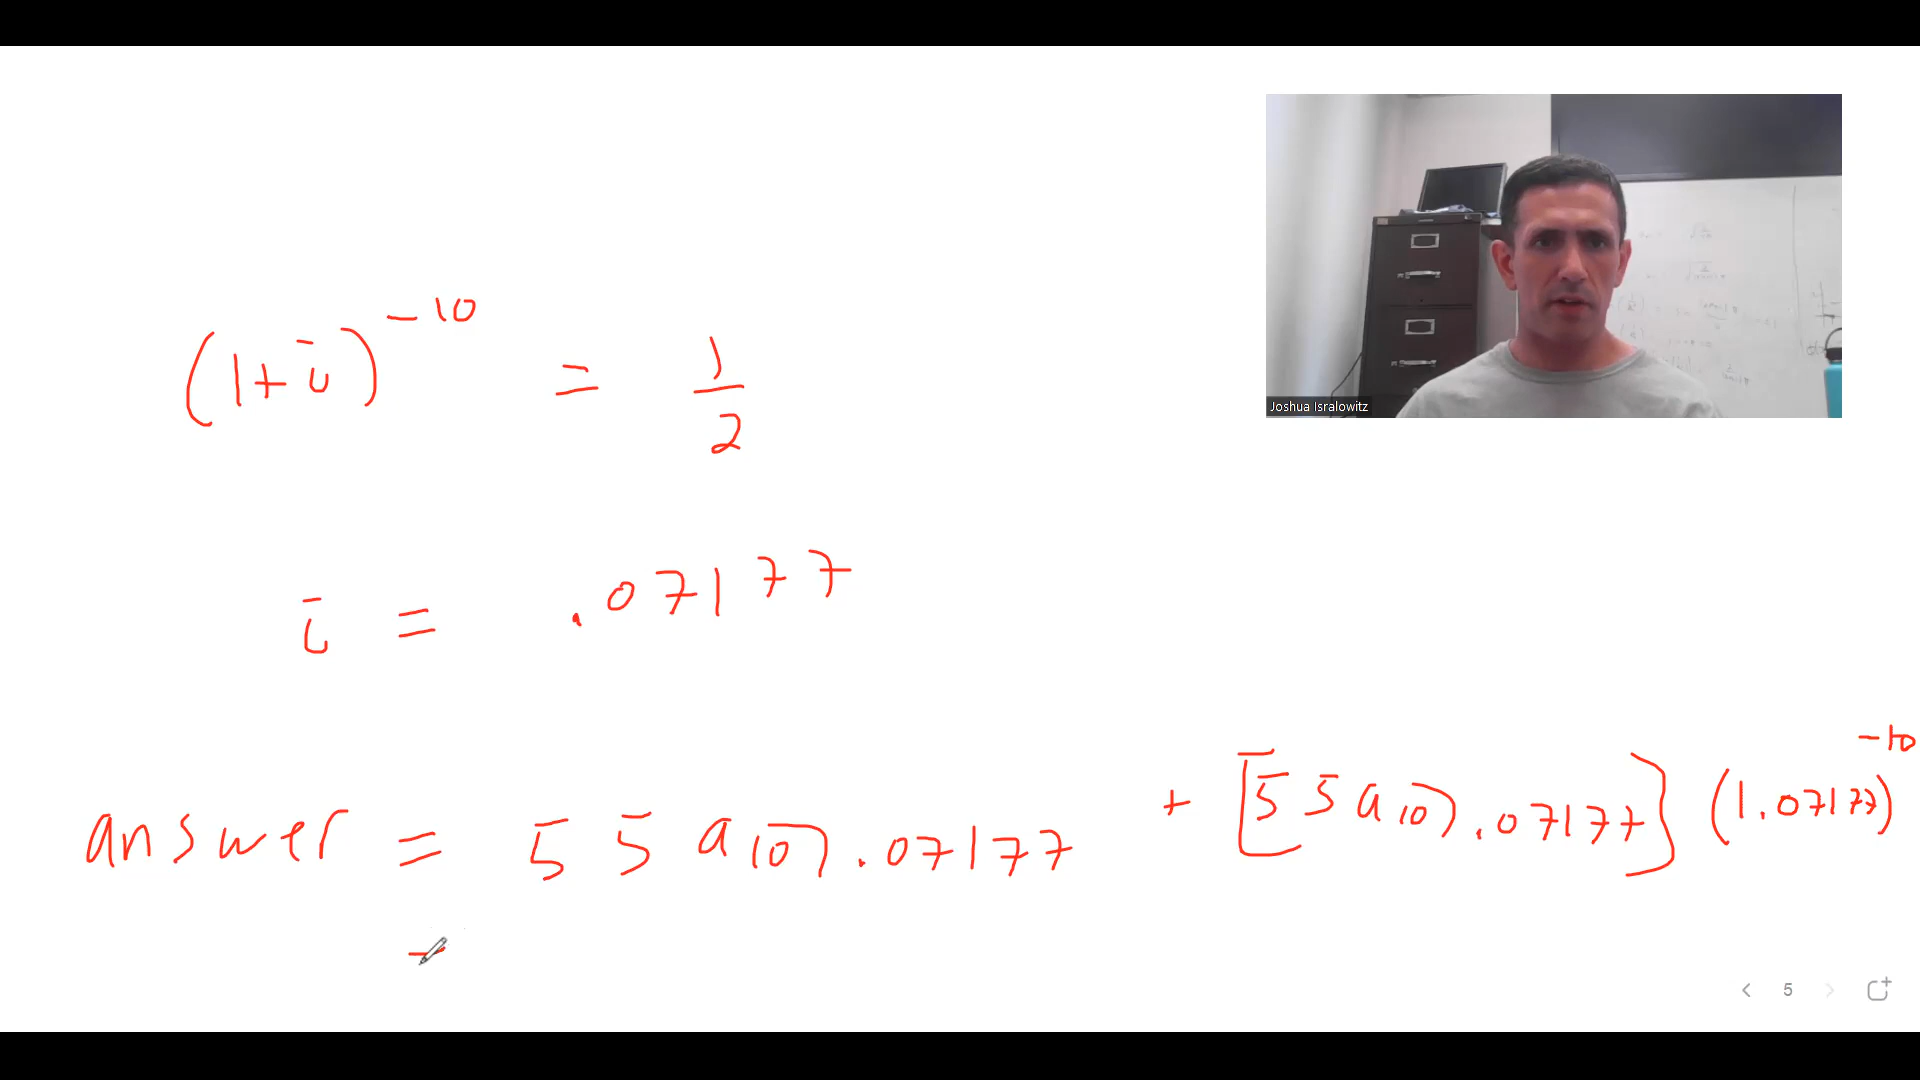 (1+i)^-10 = 1/2
Joshua Isralowitz
i = .07177
answer = 55 a10⌉.07177 + [55 a10⌉.07177] (1.07177)^-10
5